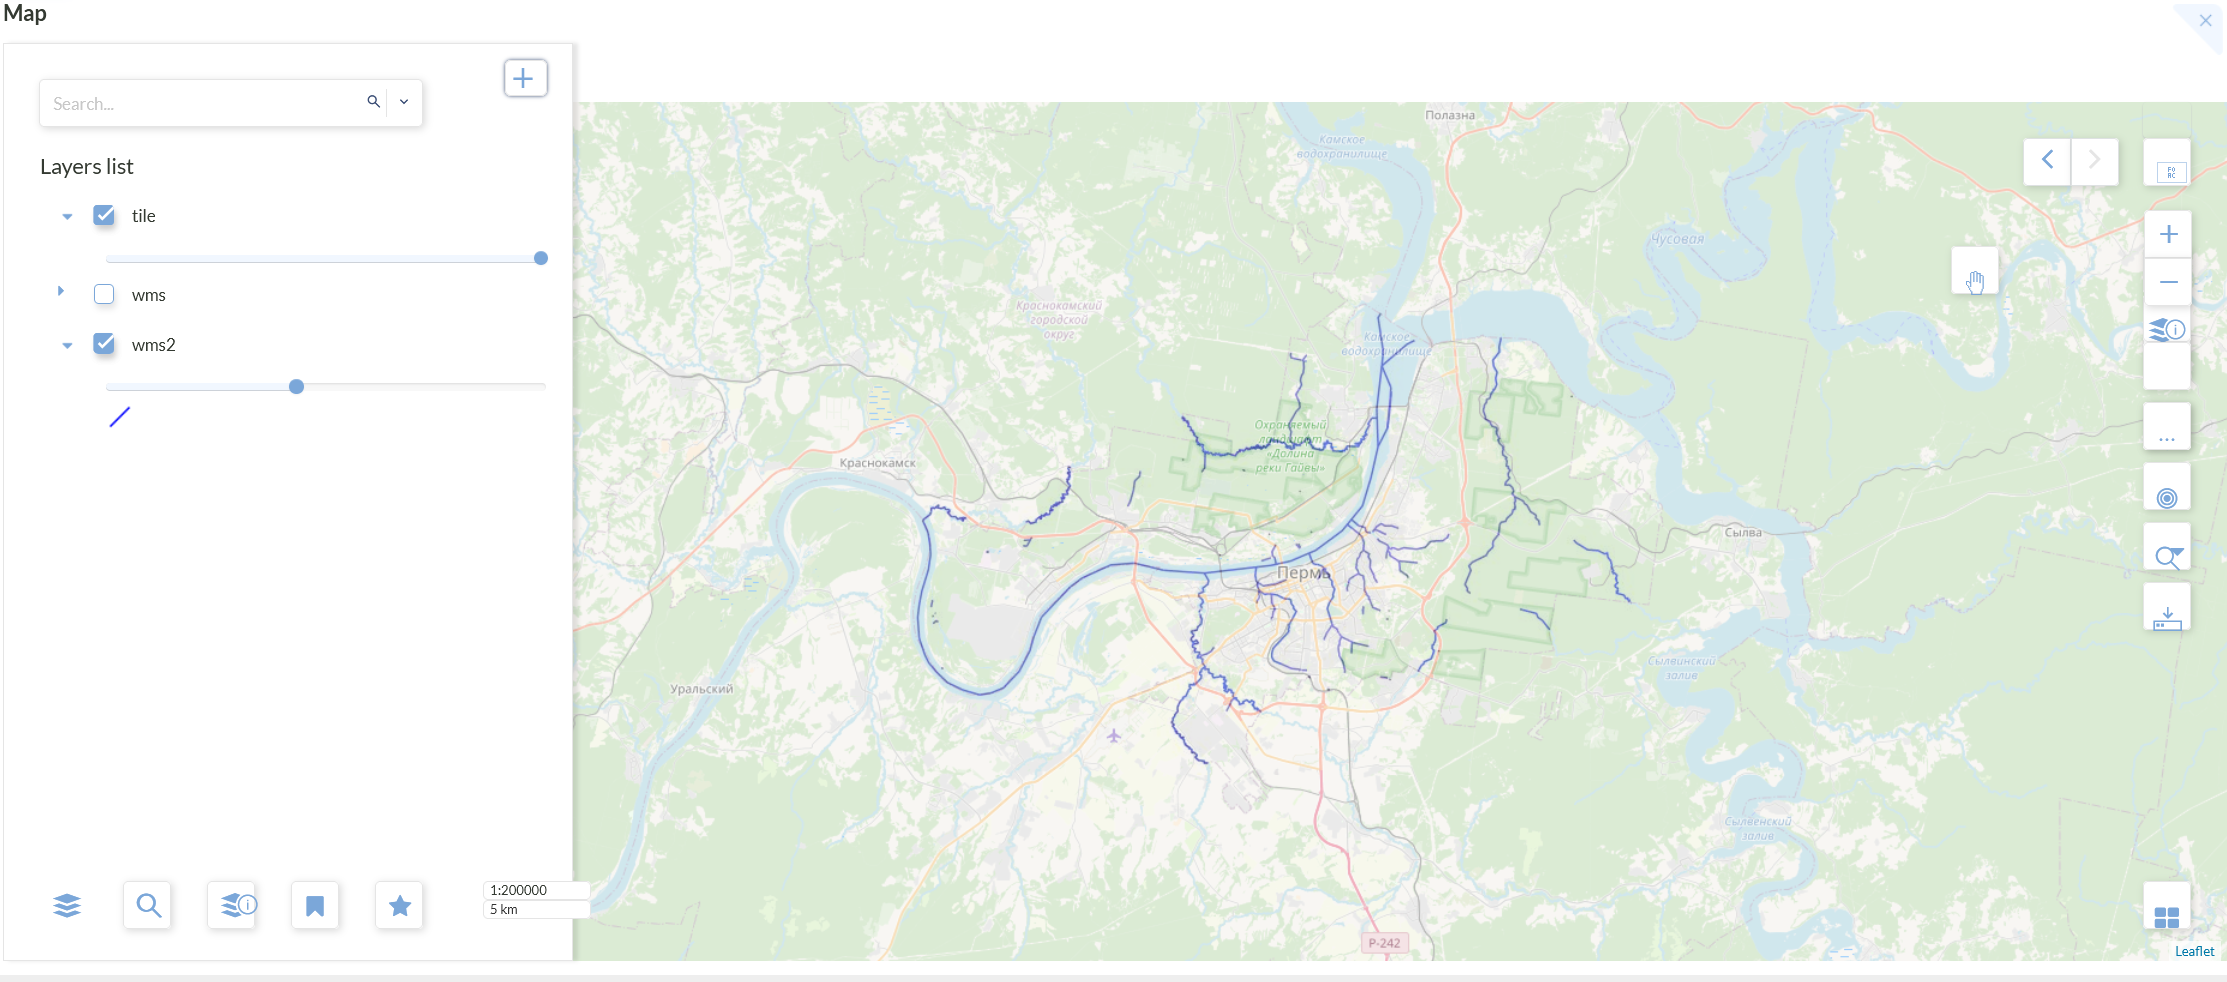 Map
Search...
Layers list
tile
wms
wms2
1:200000
5 km
Полазна
Камское
водохранилище
Чусовая
Краснокамский
городской
округ
Камское
водохранилище
Охраняемый
ландшафт
«Долина
реки Гайвы»
Краснокамск
Сылва
Пермь
Сылвинский
залив
Уральский
Сылвенский
залив
Р-242
...
Leaflet